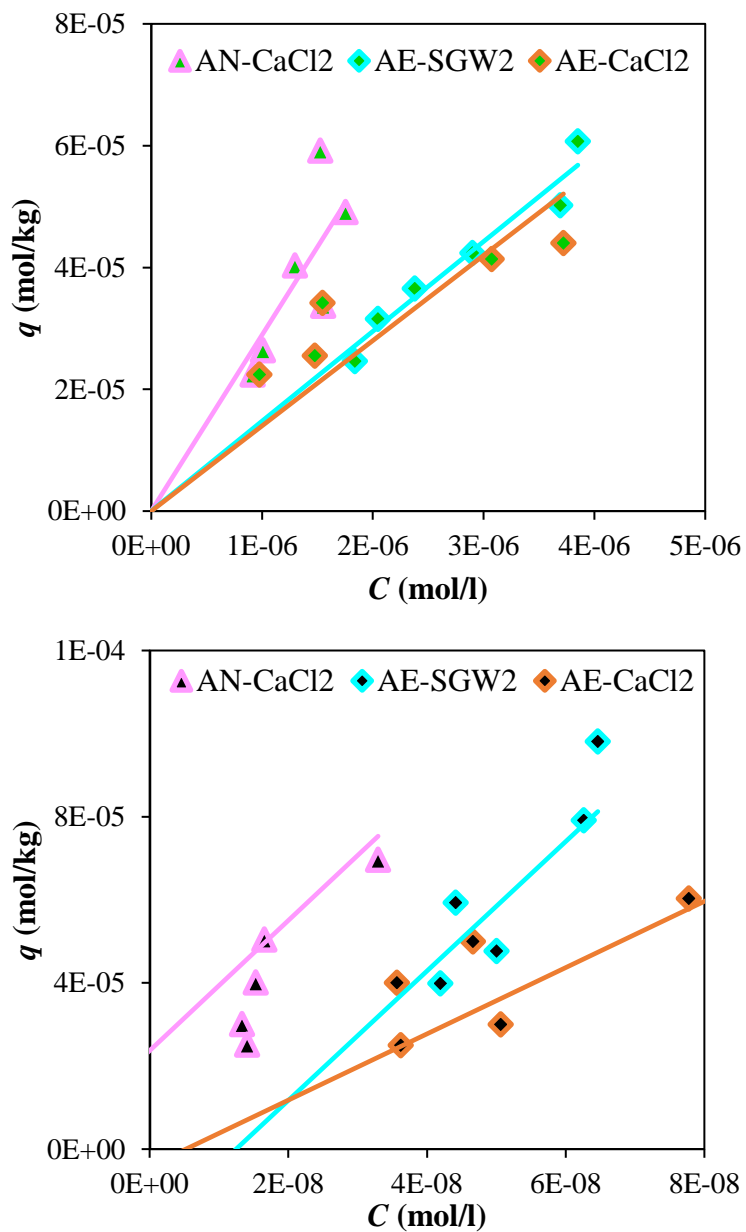 8E-05
AN-CaCl2 AE-SGW2 AE-CaCl2
6E-05
4E-05
2E-05
0E+00
q (mol/kg)
0E+00 1E-06 2E-06 3E-06 4E-06 5E-06
C (mol/l)
1E-04
AN-CaCl2 AE-SGW2 AE-CaCl2
8E-05
4E-05
0E+00
q (mol/kg)
0E+00 2E-08 4E-08 6E-08 8E-08
C (mol/l)